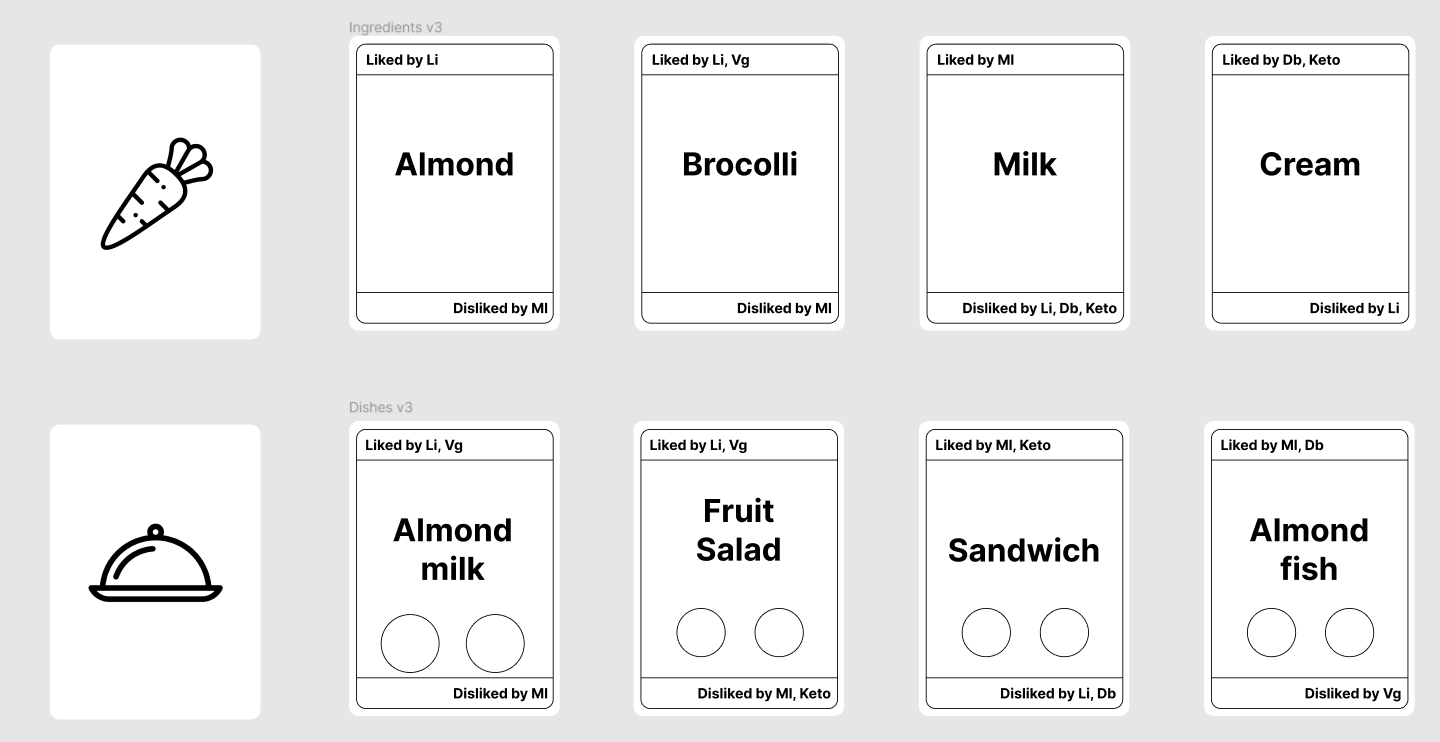 Ingredients v3
Liked by Li
Almond
Disliked by Ml
Liked by Li, Vg
Brocolli
Disliked by Ml
Liked by Ml
Milk
Disliked by Li, Db, Keto
Liked by Db, Keto
Cream
Disliked by Li
Dishes v3
Liked by Li, Vg
Almond
milk
Disliked by Ml
Liked by Li, Vg
Fruit
Salad
Disliked by Ml, Keto
Liked by Ml, Keto
Sandwich
Disliked by Li, Db
Liked by Ml, Db
Almond
fish
Disliked by Vg